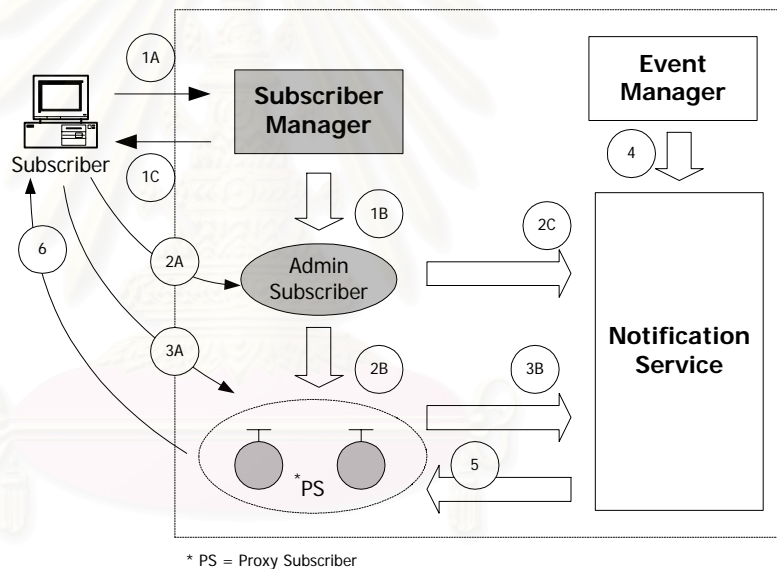 1A
Subscriber
Manager
Event
Manager
Subscriber
1C
4
1B
2C
6
2A
Admin
Subscriber
Notification
Service
3A
2B
3B
5
*PS
* PS = Proxy Subscriber